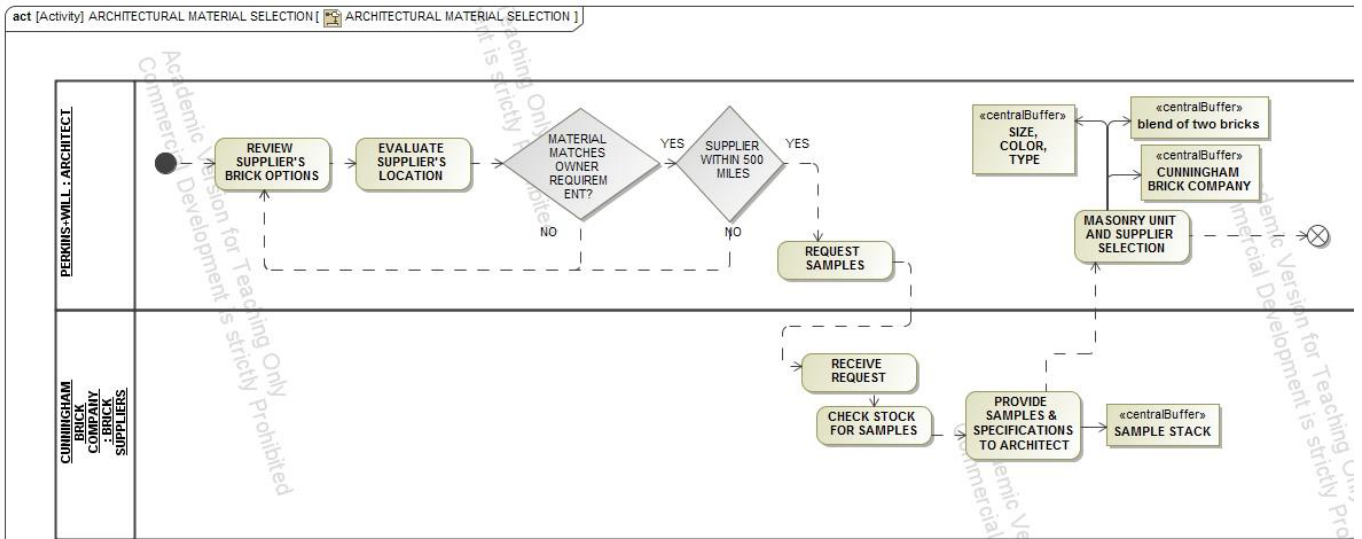 act [Activity] ARCHITECTURAL MATERIAL SELECTION [ ARCHITECTURAL MATERIAL SELECTION ]
PERKINS+WILL : ARCHITECT
REVIEW
SUPPLIER'S
BRICK OPTIONS
EVALUATE
SUPPLIER'S
LOCATION
MATERIAL
MATCHES
OWNER
REQUIREM
ENT?
YES
NO
SUPPLIER
WITHIN 500
MILES
YES
NO
REQUEST
SAMPLES
«centralBuffer»
SIZE,
COLOR,
TYPE
«centralBuffer»
blend of two bricks
«centralBuffer»
CUNNINGHAM
BRICK COMPANY
MASONRY UNIT
AND SUPPLIER
SELECTION
CUNNINGHAM
BRICK
COMPANY
: BRICK
SUPPLIERS
RECEIVE
REQUEST
CHECK STOCK
FOR SAMPLES
PROVIDE
SAMPLES &
SPECIFICATIONS
TO ARCHITECT
«centralBuffer»
SAMPLE STACK
Academic Version for Teaching Only
Commercial Development is strictly Prohibited